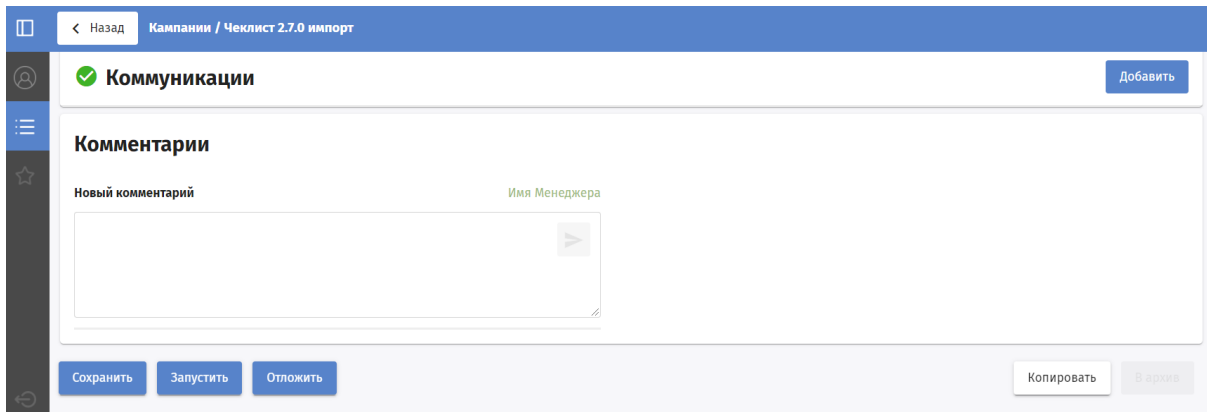 Назад Кампании / Чеклист 2.7.0 импорт
Коммуникации Добавить
Комментарии
Новый комментарий Имя Менеджера
Сохранить Запустить Отложить Копировать В архив